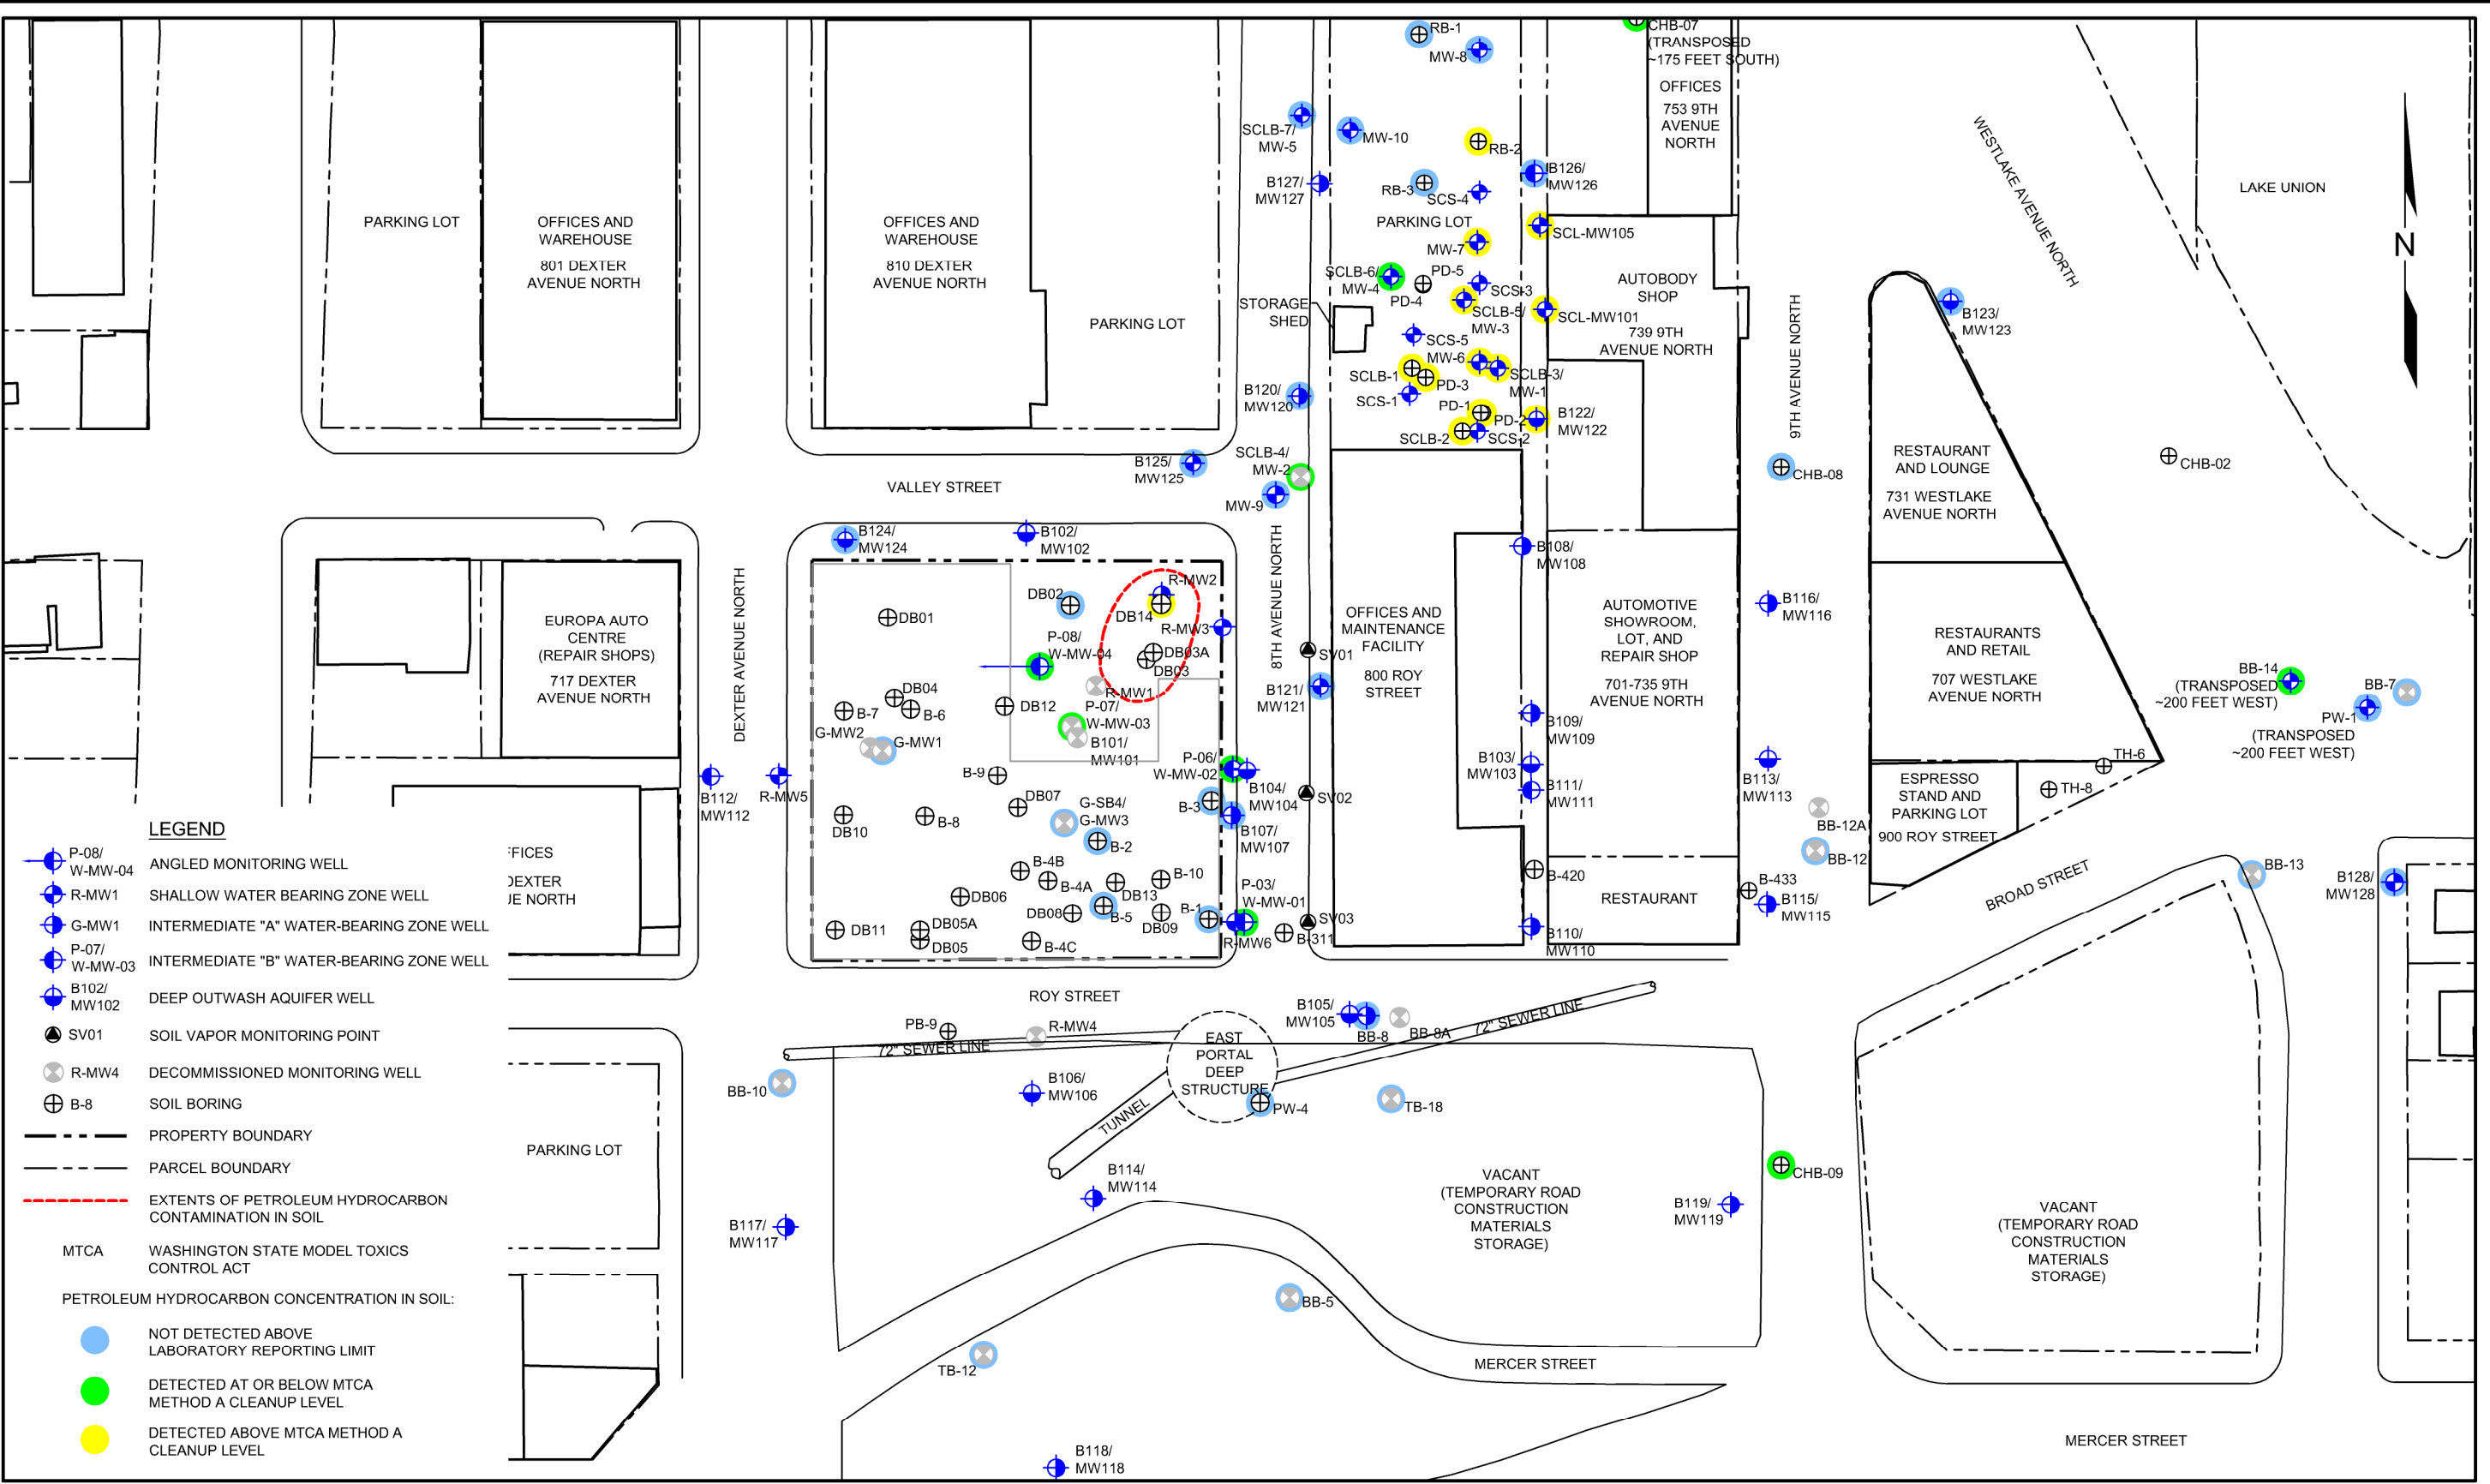 RB-1
MW-8
CHB-07
(TRANSPOSED
~175 FEET SOUTH)
OFFICES
753 9TH
AVENUE
NORTH
SCLB-7/
MW-5
MW-10
RB-2
B127/
MW127
RB-3
SCS-4
B126/
MW126
PARKING LOT
OFFICES AND
WAREHOUSE
801 DEXTER
AVENUE NORTH
OFFICES AND
WAREHOUSE
810 DEXTER
AVENUE NORTH
PARKING LOT
PARKING LOT
MW-7
SCL-MW105
SCLB-6/
MW-4
PD-5
PD-4
SCS-3
SCLB-5/
MW-3
SCL-MW101
STORAGE
SHED
SCS-5
MW-6
SCLB-1
PD-3
SCLB-3/
MW-1
SCS-1
PD-1
PD-2
SCLB-2
SCS-2
B122/
MW122
AUTOBODY
SHOP
739 9TH
AVENUE NORTH
9TH AVENUE NORTH
WESTLAKE AVENUE NORTH
LAKE UNION
N
B123/
MW123
B120/
MW120
B125/
MW125
SCLB-4/
MW-2
MW-9
VALLEY STREET
CHB-08
RESTAURANT
AND LOUNGE
731 WESTLAKE
AVENUE NORTH
CHB-02
B124/
MW124
B102/
MW102
8TH AVENUE NORTH
B108/
MW108
DEXTER AVENUE NORTH
EUROPA AUTO
CENTRE
(REPAIR SHOPS)
717 DEXTER
AVENUE NORTH
DB01
DB02
R-MW2
DB14
R-MW3
P-08/
W-MW-04
DB03A
DB03
R-MW1
DB04
B-7
B-6
DB12
P-07/
W-MW-03
G-MW2
G-MW1
B101/
MW101
SV01
B121/
MW121
OFFICES AND
MAINTENANCE
FACILITY
800 ROY
STREET
AUTOMOTIVE
SHOWROOM,
LOT, AND
REPAIR SHOP
701-735 9TH
AVENUE NORTH
B116/
MW116
RESTAURANTS
AND RETAIL
707 WESTLAKE
AVENUE NORTH
BB-14
(TRANSPOSED
~200 FEET WEST)
BB-7
PW-1
(TRANSPOSED
~200 FEET WEST)
B112/
MW112
R-MW5
B-9
P-06/
W-MW-02
B104/
MW104
SV02
B109/
MW109
B103/
MW103
B111/
MW111
B113/
MW113
TH-6
TH-8
ESPRESSO
STAND AND
PARKING LOT
900 ROY STREET
BB-12A
BB-12
DB10
B-8
DB07
G-SB4/
G-MW3
B-3
B107/
MW107
B-2
B-4B
B-4A
DB13
B-10
DB06
DB08
B-5
DB09
B-1
P-03/
W-MW-01
R-MW6
SV03
B-311
DB11
DB05A
DB05
B-4C
B-420
RESTAURANT
B110/
MW110
B-433
B115/
MW115
BROAD STREET
BB-13
B128/
MW128
FFICES
DEXTER
UE NORTH
ROY STREET
PB-9
R-MW4
72" SEWER LINE
EAST
PORTAL
DEEP
STRUCTURE
B105/
MW105
BB-8
BB-8A
72" SEWER LINE
BB-10
B106/
MW106
TUNNEL
PW-4
TB-18
PARKING LOT
B114/
MW114
B117/
MW117
VACANT
(TEMPORARY ROAD
CONSTRUCTION
MATERIALS
STORAGE)
B119/
MW119
CHB-09
VACANT
(TEMPORARY ROAD
CONSTRUCTION
MATERIALS
STORAGE)
BB-5
TB-12
MERCER STREET
B118/
MW118
MERCER STREET
LEGEND
P-08/
W-MW-04 ANGLED MONITORING WELL
R-MW1 SHALLOW WATER BEARING ZONE WELL
G-MW1 INTERMEDIATE "A" WATER-BEARING ZONE WELL
P-07/
W-MW-03 INTERMEDIATE "B" WATER-BEARING ZONE WELL
B102/
MW102 DEEP OUTWASH AQUIFER WELL
SV01 SOIL VAPOR MONITORING POINT
R-MW4 DECOMMISSIONED MONITORING WELL
B-8 SOIL BORING
PROPERTY BOUNDARY
PARCEL BOUNDARY
EXTENTS OF PETROLEUM HYDROCARBON
CONTAMINATION IN SOIL
MTCA WASHINGTON STATE MODEL TOXICS
CONTROL ACT
PETROLEUM HYDROCARBON CONCENTRATION IN SOIL:
NOT DETECTED ABOVE
LABORATORY REPORTING LIMIT
DETECTED AT OR BELOW MTCA
METHOD A CLEANUP LEVEL
DETECTED ABOVE MTCA METHOD A
CLEANUP LEVEL